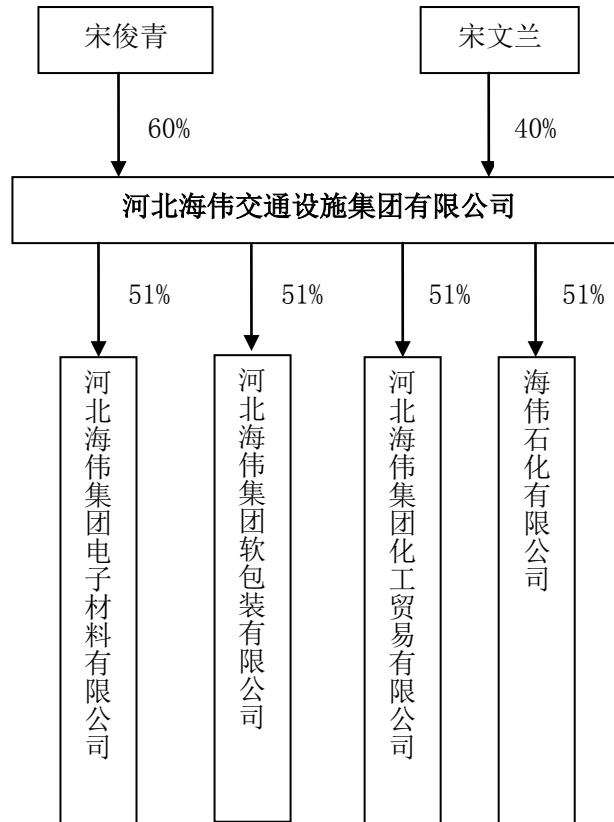 宋俊青
宋文兰
60%
40%
河北海伟交通设施集团有限公司
51%
51%
51%
51%
河北海伟集团电子材料有限公司
河北海伟集团软包装有限公司
河北海伟集团化工贸易有限公司
海伟石化有限公司